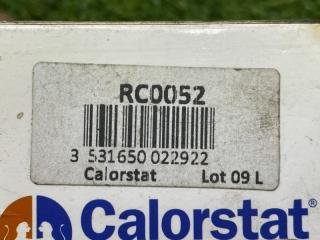 RC0052
3 531650 022922
Calorstat Lot 09 L
Calorstat®